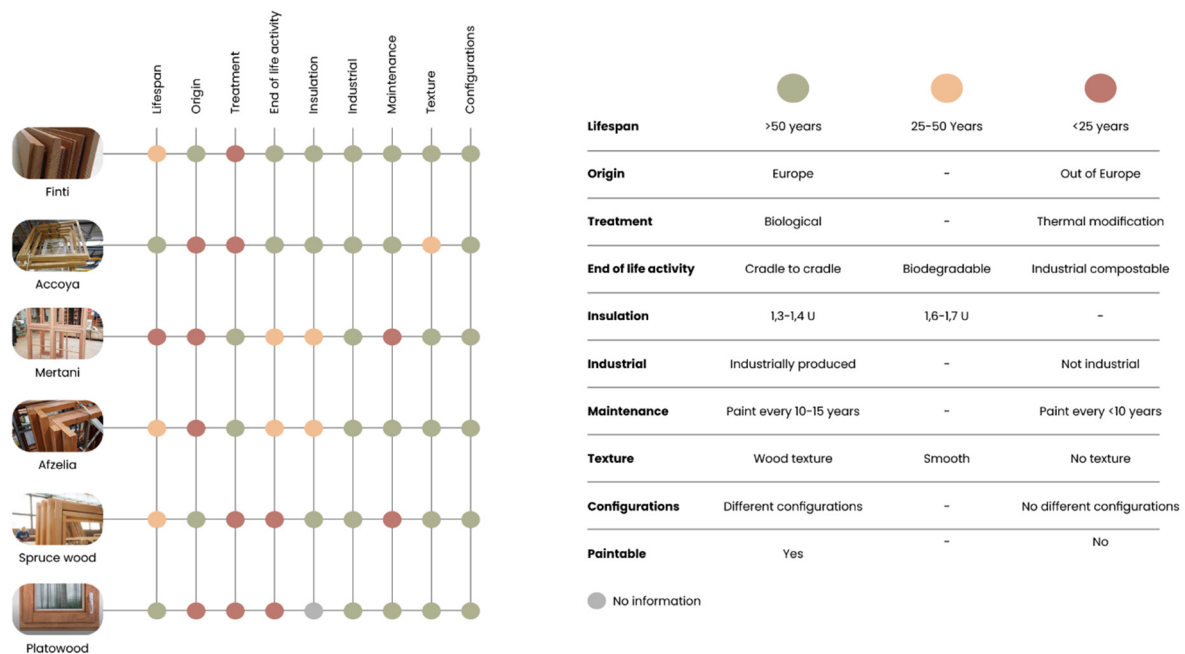 Lifespan
Origin
Treatment
End of life activity
Insulation
Industrial
Maintenance
Texture
Configurations
Finti
Accoya
Mertani
Afzelia
Spruce wood
Platowood
Lifespan >50 years 25-50 Years <25 years
Origin Europe - Out of Europe
Treatment Biological - Thermal modification
End of life activity Cradle to cradle Biodegradable Industrial compostable
Insulation 1,3-1,4 U 1,6-1,7 U -
Industrial Industrially produced - Not industrial
Maintenance Paint every 10-15 years - Paint every <10 years
Texture Wood texture Smooth No texture
Configurations Different configurations - No different configurations
Paintable Yes - No
No information